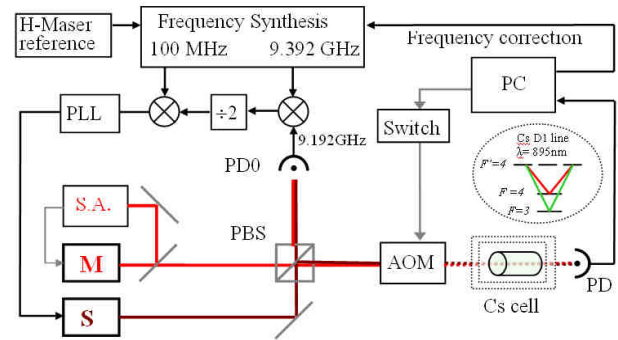 H-Maser
reference
Frequency Synthesis
100 MHz 9.392 GHz
Frequency correction
PLL
÷2
PC
Switch
9.192GHz
PD0
Cs D1 line
λ= 895nm
F'=4
F=4
F=3
S.A.
PBS
M
AOM
PD
S
Cs cell